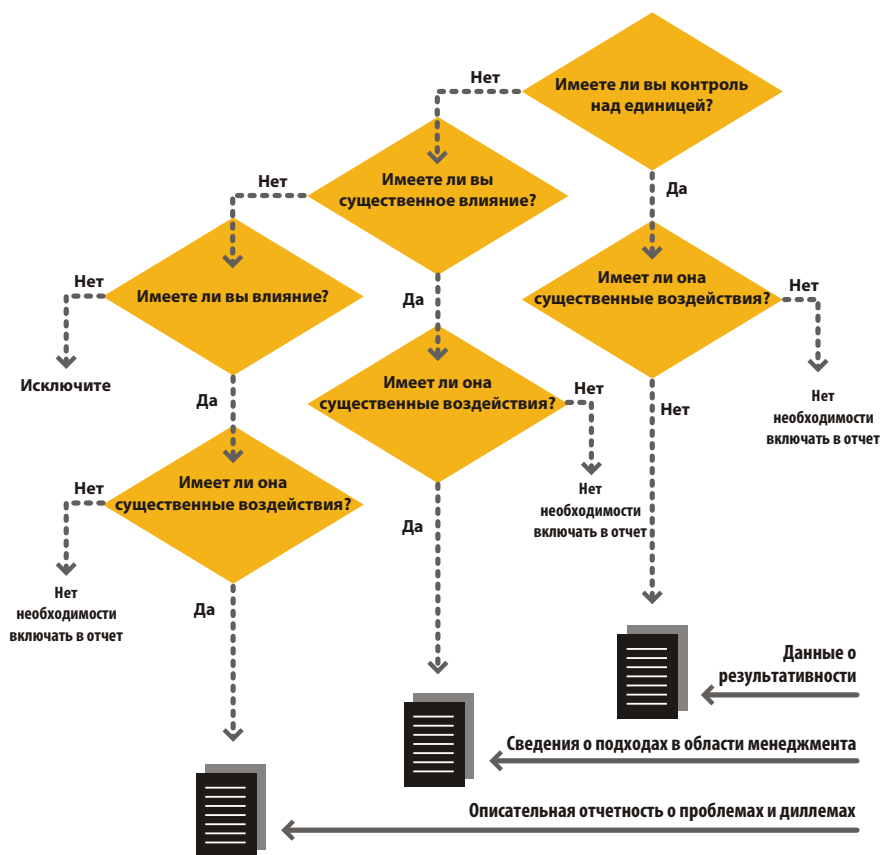 Нет
Имеете ли вы контроль
над единицей?
Нет
Имеете ли вы
существенное влияние?
Да
Нет
Имеете ли вы влияние?
Да
Имеет ли она
существенные воздействия?
Нет
Исключите
Да
Имеет ли она
существенные воздействия?
Нет
Нет
Нет
необходимости
включать в отчет
Нет
Имеет ли она
существенные воздействия?
Да
Нет
необходимости
включать в отчет
Нет
необходимости
включать в отчет
Да
Данные о
результативности
Сведения о подходах в области менеджмента
Описательная отчетность о проблемах и диллемах